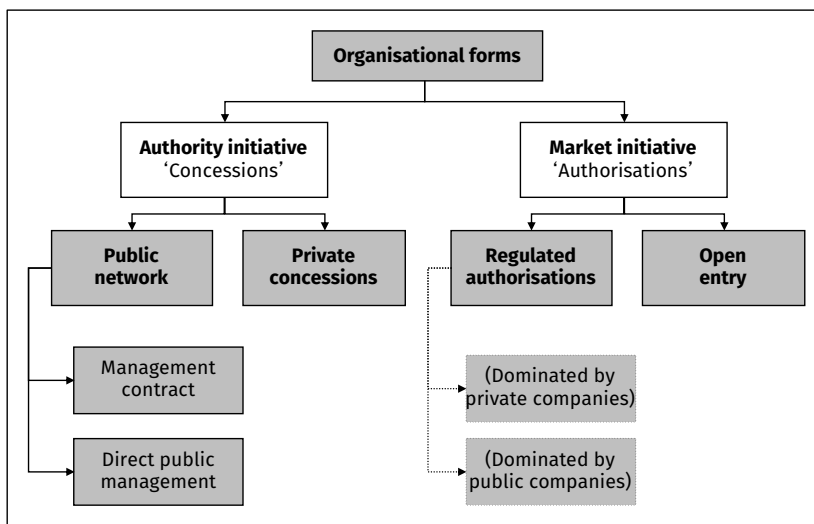 Organisational forms
Authority initiative
‘Concessions’
Market initiative
‘Authorisations’
Public
network
Private
concessions
Regulated
authorisations
Open
entry
Management
contract
Direct public
management
(Dominated by
private companies)
(Dominated by
public companies)